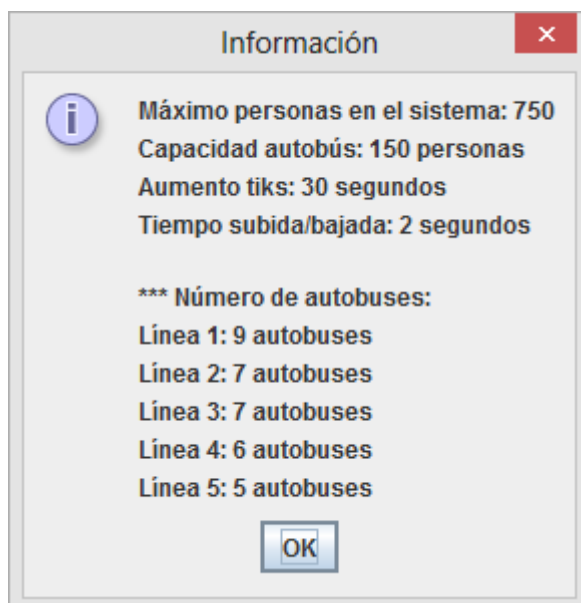 Información
Máximo personas en el sistema: 750
Capacidad autobús: 150 personas
Aumento tiks: 30 segundos
Tiempo subida/bajada: 2 segundos
*** Número de autobuses:
Línea 1: 9 autobuses
Línea 2: 7 autobuses
Línea 3: 7 autobuses
Línea 4: 6 autobuses
Línea 5: 5 autobuses
OK